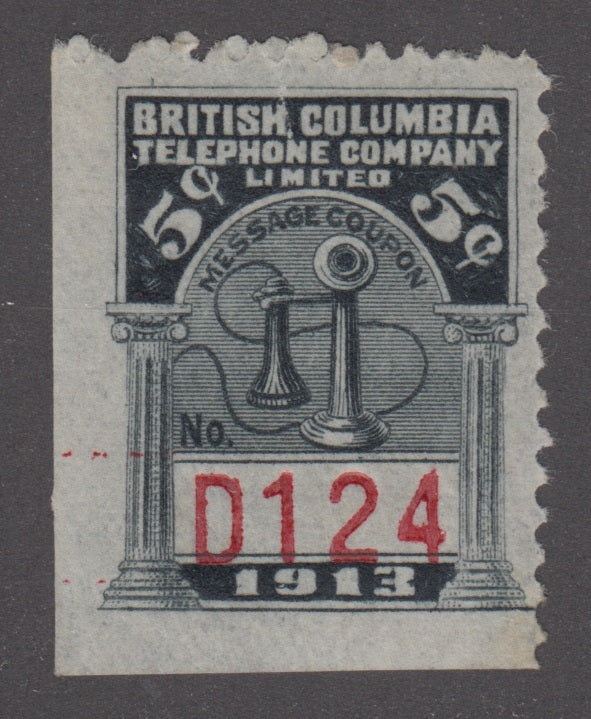 BRITISH COLUMBIA
TELEPHONE COMPANY
LIMITED
5¢ 5¢
MESSAGE COUPON
No.
D124
1913